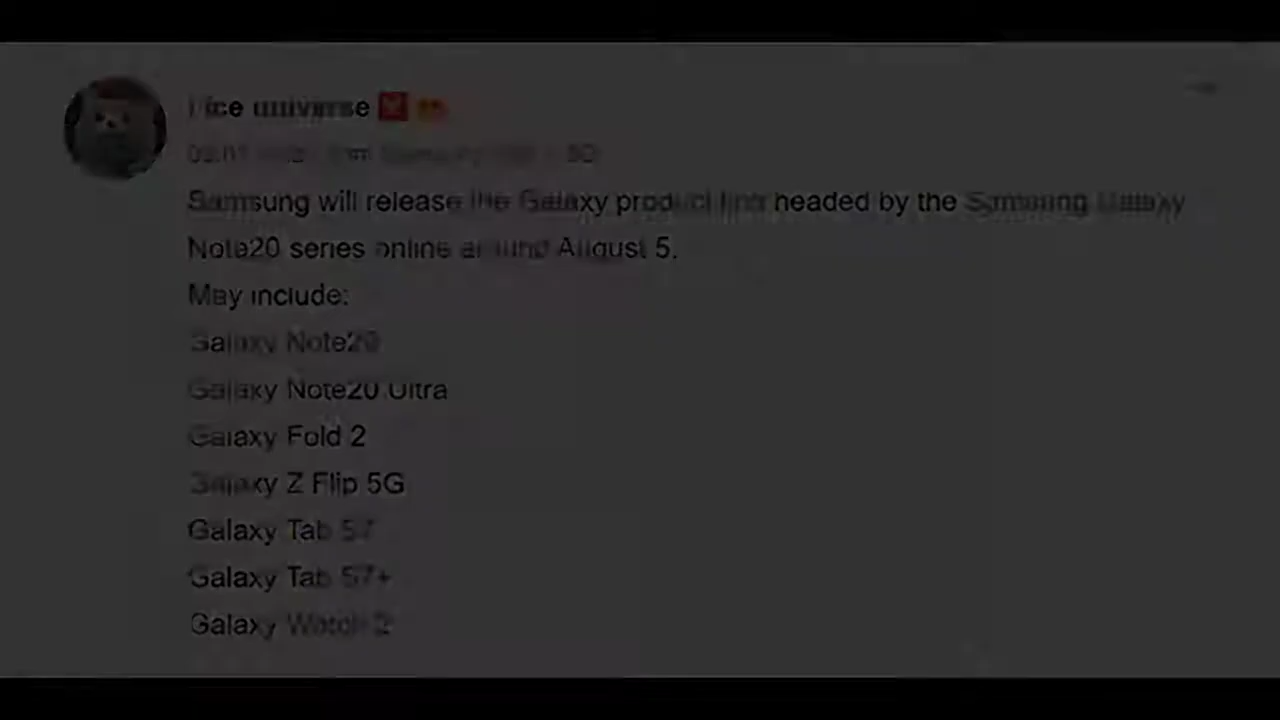 ice universe
Samsung will release the Galaxy product line headed by the Samsung Galaxy
Note20 series online around August 5.
May include:
Galaxy Note20
Galaxy Note20 Ultra
Galaxy Fold 2
Galaxy Z Flip 5G
Galaxy Tab S7
Galaxy Tab S7+
Galaxy Watch 2